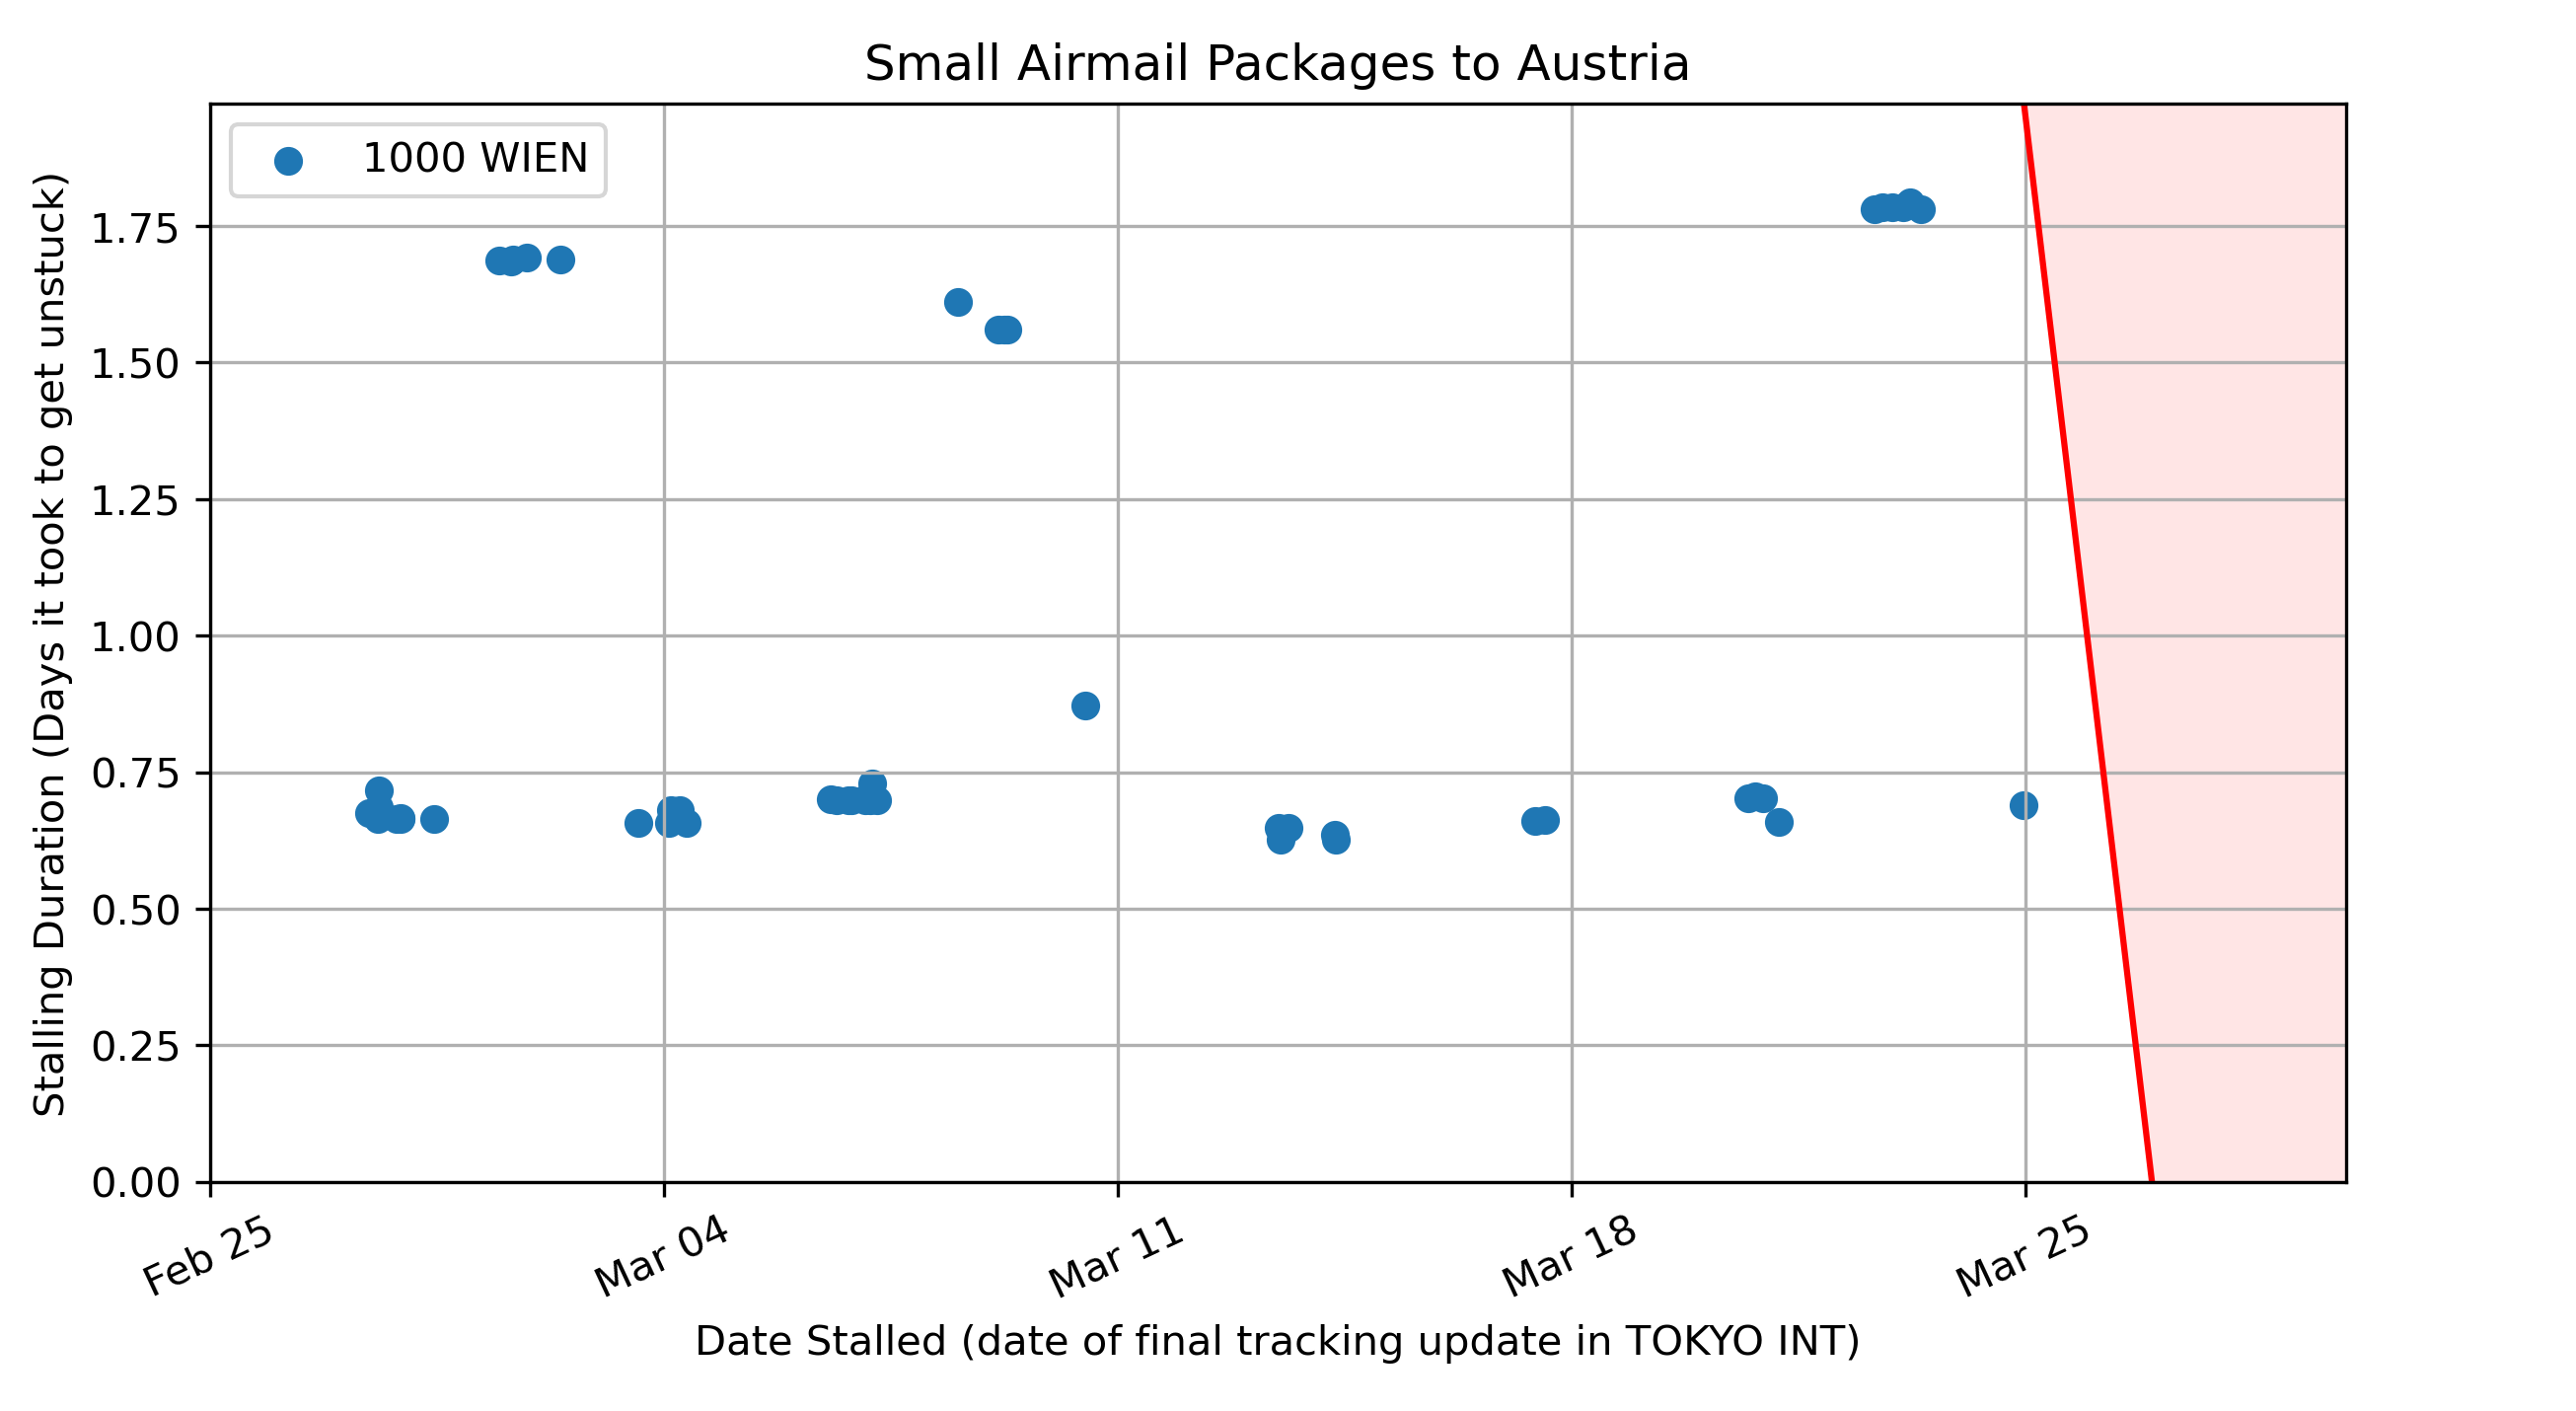 Small Airmail Packages to Austria
1000 WIEN
Stalling Duration (Days it took to get unstuck)
1.75
1.50
1.25
1.00
0.75
0.50
0.25
0.00
Feb 25
Mar 04
Mar 11
Mar 18
Mar 25
Date Stalled (date of final tracking update in TOKYO INT)